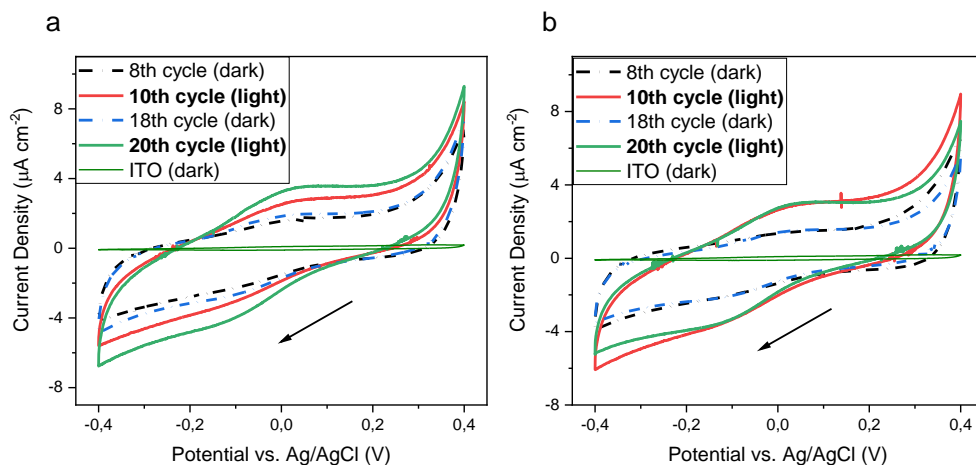 a
8th cycle (dark)
10th cycle (light)
18th cycle (dark)
20th cycle (light)
ITO (dark)
8
4
0
-4
-8
Current Density (µA cm-2)
-0,4 -0,2 0,0 0,2 0,4
Potential vs. Ag/AgCl (V)
b
8th cycle (dark)
10th cycle (light)
18th cycle (dark)
20th cycle (light)
ITO (dark)
8
4
0
-4
-8
Current Density (µA cm-2)
-0,4 -0,2 0,0 0,2 0,4
Potential vs. Ag/AgCl (V)